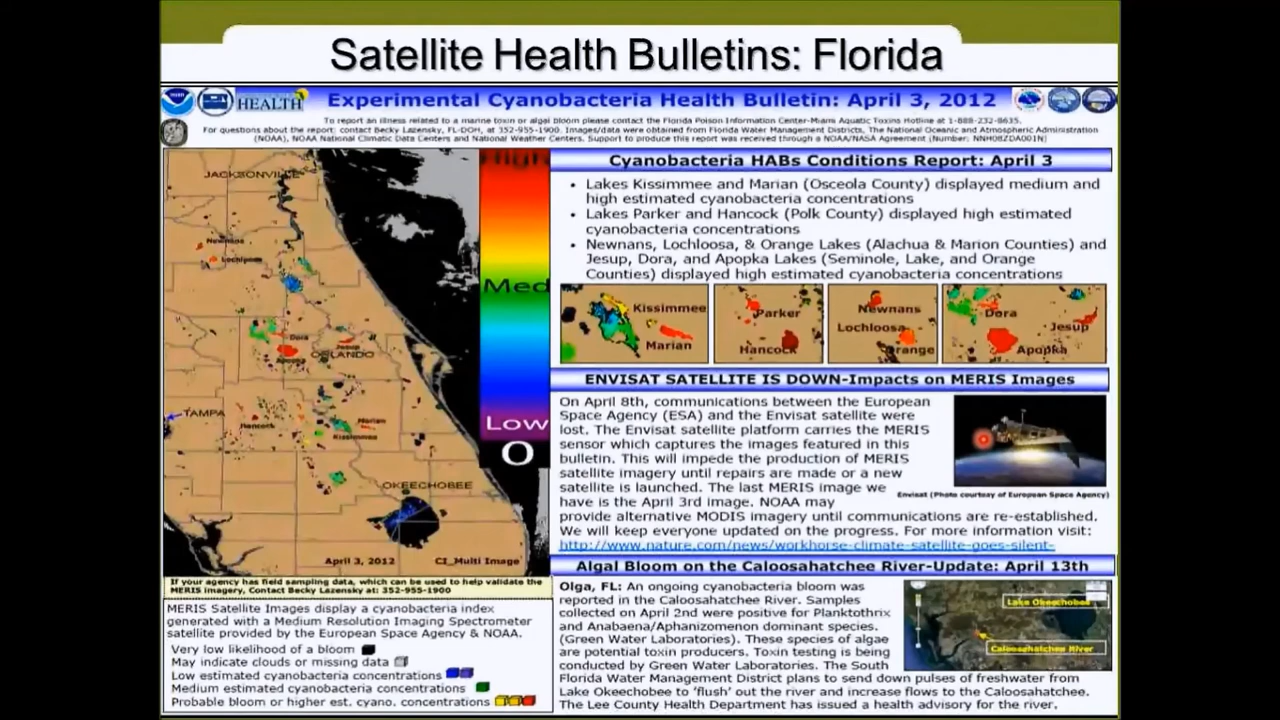 Satellite Health Bulletins: Florida
HEALTH
Experimental Cyanobacteria Health Bulletin: April 3, 2012
To report an illness related to a marine toxin or algal bloom please contact the Florida Poison Information Center-Miami Aquatic Toxins Hotline at 1-888-232-8635.
For questions about the report: contact Becky Lazensky, FL-DOH, at 352-955-1900. Images/data were obtained from Florida Water Management Districts, The National Oceanic and Atmospheric Administration
(NOAA), NOAA National Climatic Data Centers and National Weather Centers. Support to produce this report was received through a NOAA/NASA Agreement (Number: NNH08ZDA001N)
JACKSONVILLE
Newnans
Lochloosa
Dora
Jesup
Apopka
ORLANDO
TAMPA
Hancock
Marian
Kissimmee
OKEECHOBEE
April 3, 2012 CI_Multi Image
High
Med
Low
0
If your agency has field sampling data, which can be used to help validate the
MERIS imagery, Contact Becky Lazensky at: 352-955-1900
MERIS Satellite Images display a cyanobacteria index
generated with a Medium Resolution Imaging Spectrometer
satellite provided by the European Space Agency & NOAA.
Very low likelihood of a bloom
May indicate clouds or missing data
Low estimated cyanobacteria concentrations
Medium estimated cyanobacteria concentrations
Probable bloom or higher est. cyano. concentrations
Cyanobacteria HABs Conditions Report: April 3
• Lakes Kissimmee and Marian (Osceola County) displayed medium and
high estimated cyanobacteria concentrations
• Lakes Parker and Hancock (Polk County) displayed high estimated
cyanobacteria concentrations
• Newnans, Lochloosa, & Orange Lakes (Alachua & Marion Counties) and
Jesup, Dora, and Apopka Lakes (Seminole, Lake, and Orange
Counties) displayed high estimated cyanobacteria concentrations
Kissimmee
Marian
Parker
Hancock
Newnans
Lochloosa
Orange
Dora
Jesup
Apopka
ENVISAT SATELLITE IS DOWN-Impacts on MERIS Images
On April 8th, communications between the European
Space Agency (ESA) and the Envisat satellite were
lost. The Envisat satellite platform carries the MERIS
sensor which captures the images featured in this
bulletin. This will impede the production of MERIS
satellite imagery until repairs are made or a new
satellite is launched. The last MERIS image we
have is the April 3rd image. NOAA may
provide alternative MODIS imagery until communications are re-established.
We will keep everyone updated on the progress. For more information visit:
http://www.nature.com/news/workhorse-climate-satellite-goes-silent-
Envisat (Photo courtesy of European Space Agency)
Algal Bloom on the Caloosahatchee River-Update: April 13th
Olga, FL: An ongoing cyanobacteria bloom was
reported in the Caloosahatchee River. Samples
collected on April 2nd were positive for Planktothrix
and Anabaena/Aphanizomenon dominant species.
(Green Water Laboratories). These species of algae
are potential toxin producers. Toxin testing is being
conducted by Green Water Laboratories. The South
Florida Water Management District plans to send down pulses of freshwater from
Lake Okeechobee to 'flush' out the river and increase flows to the Caloosahatchee.
The Lee County Health Department has issued a health advisory for the river.
Lake Okeechobee
Caloosahatchee River